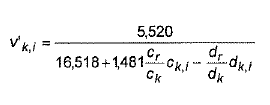 v'k,i = 5,520 / (16,518 + 1,481 (cr/ck) ck,i − (dr/dk) dk,i)